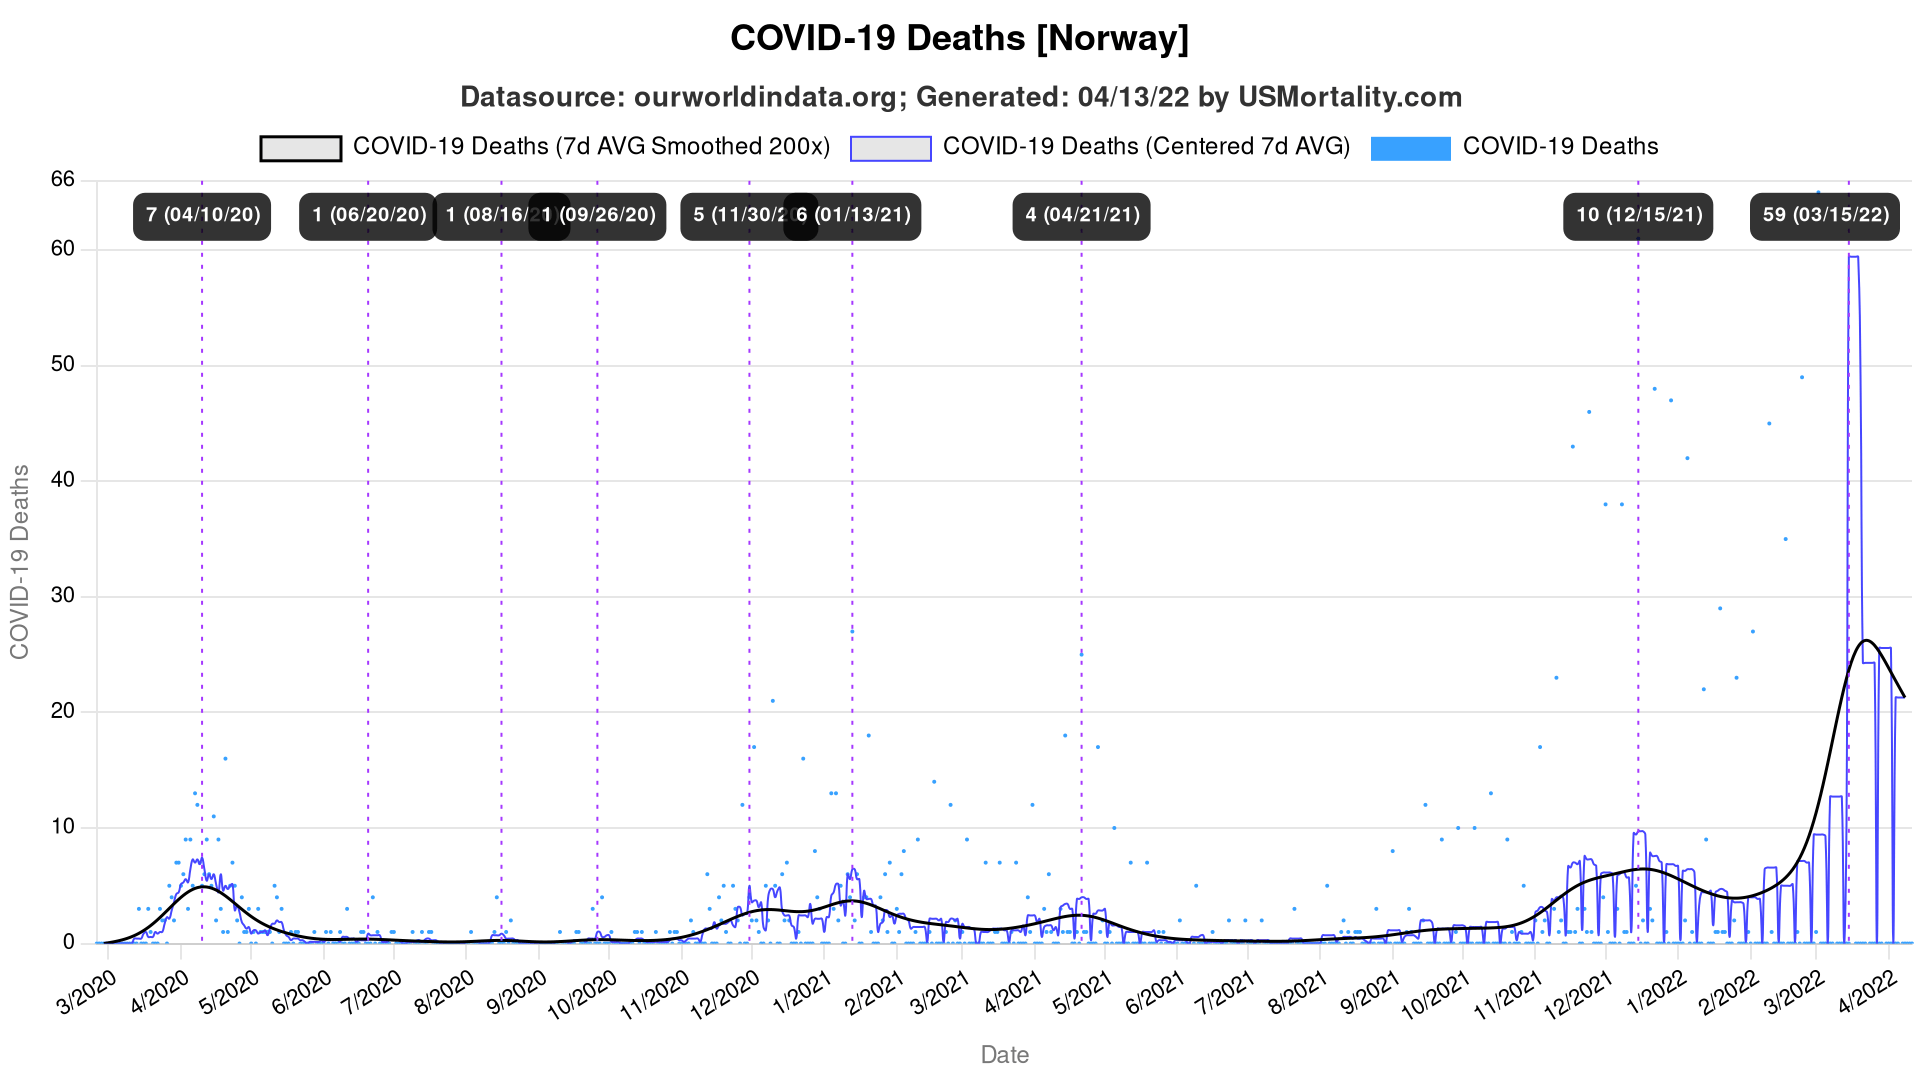 COVID-19 Deaths [Norway]
Datasource: ourworldindata.org; Generated: 04/13/22 by USMortality.com
COVID-19 Deaths (7d AVG Smoothed 200x) COVID-19 Deaths (Centered 7d AVG) COVID-19 Deaths
7 (04/10/20) 1 (06/20/20) 1 (08/16/20) 1 (09/26/20) 5 (11/30/20) 6 (01/13/21) 4 (04/21/21) 10 (12/15/21) 59 (03/15/22)
66
60
50
40
30
20
10
0
COVID-19 Deaths
3/2020 4/2020 5/2020 6/2020 7/2020 8/2020 9/2020 10/2020 11/2020 12/2020 1/2021 2/2021 3/2021 4/2021 5/2021 6/2021 7/2021 8/2021 9/2021 10/2021 11/2021 12/2021 1/2022 2/2022 3/2022 4/2022
Date